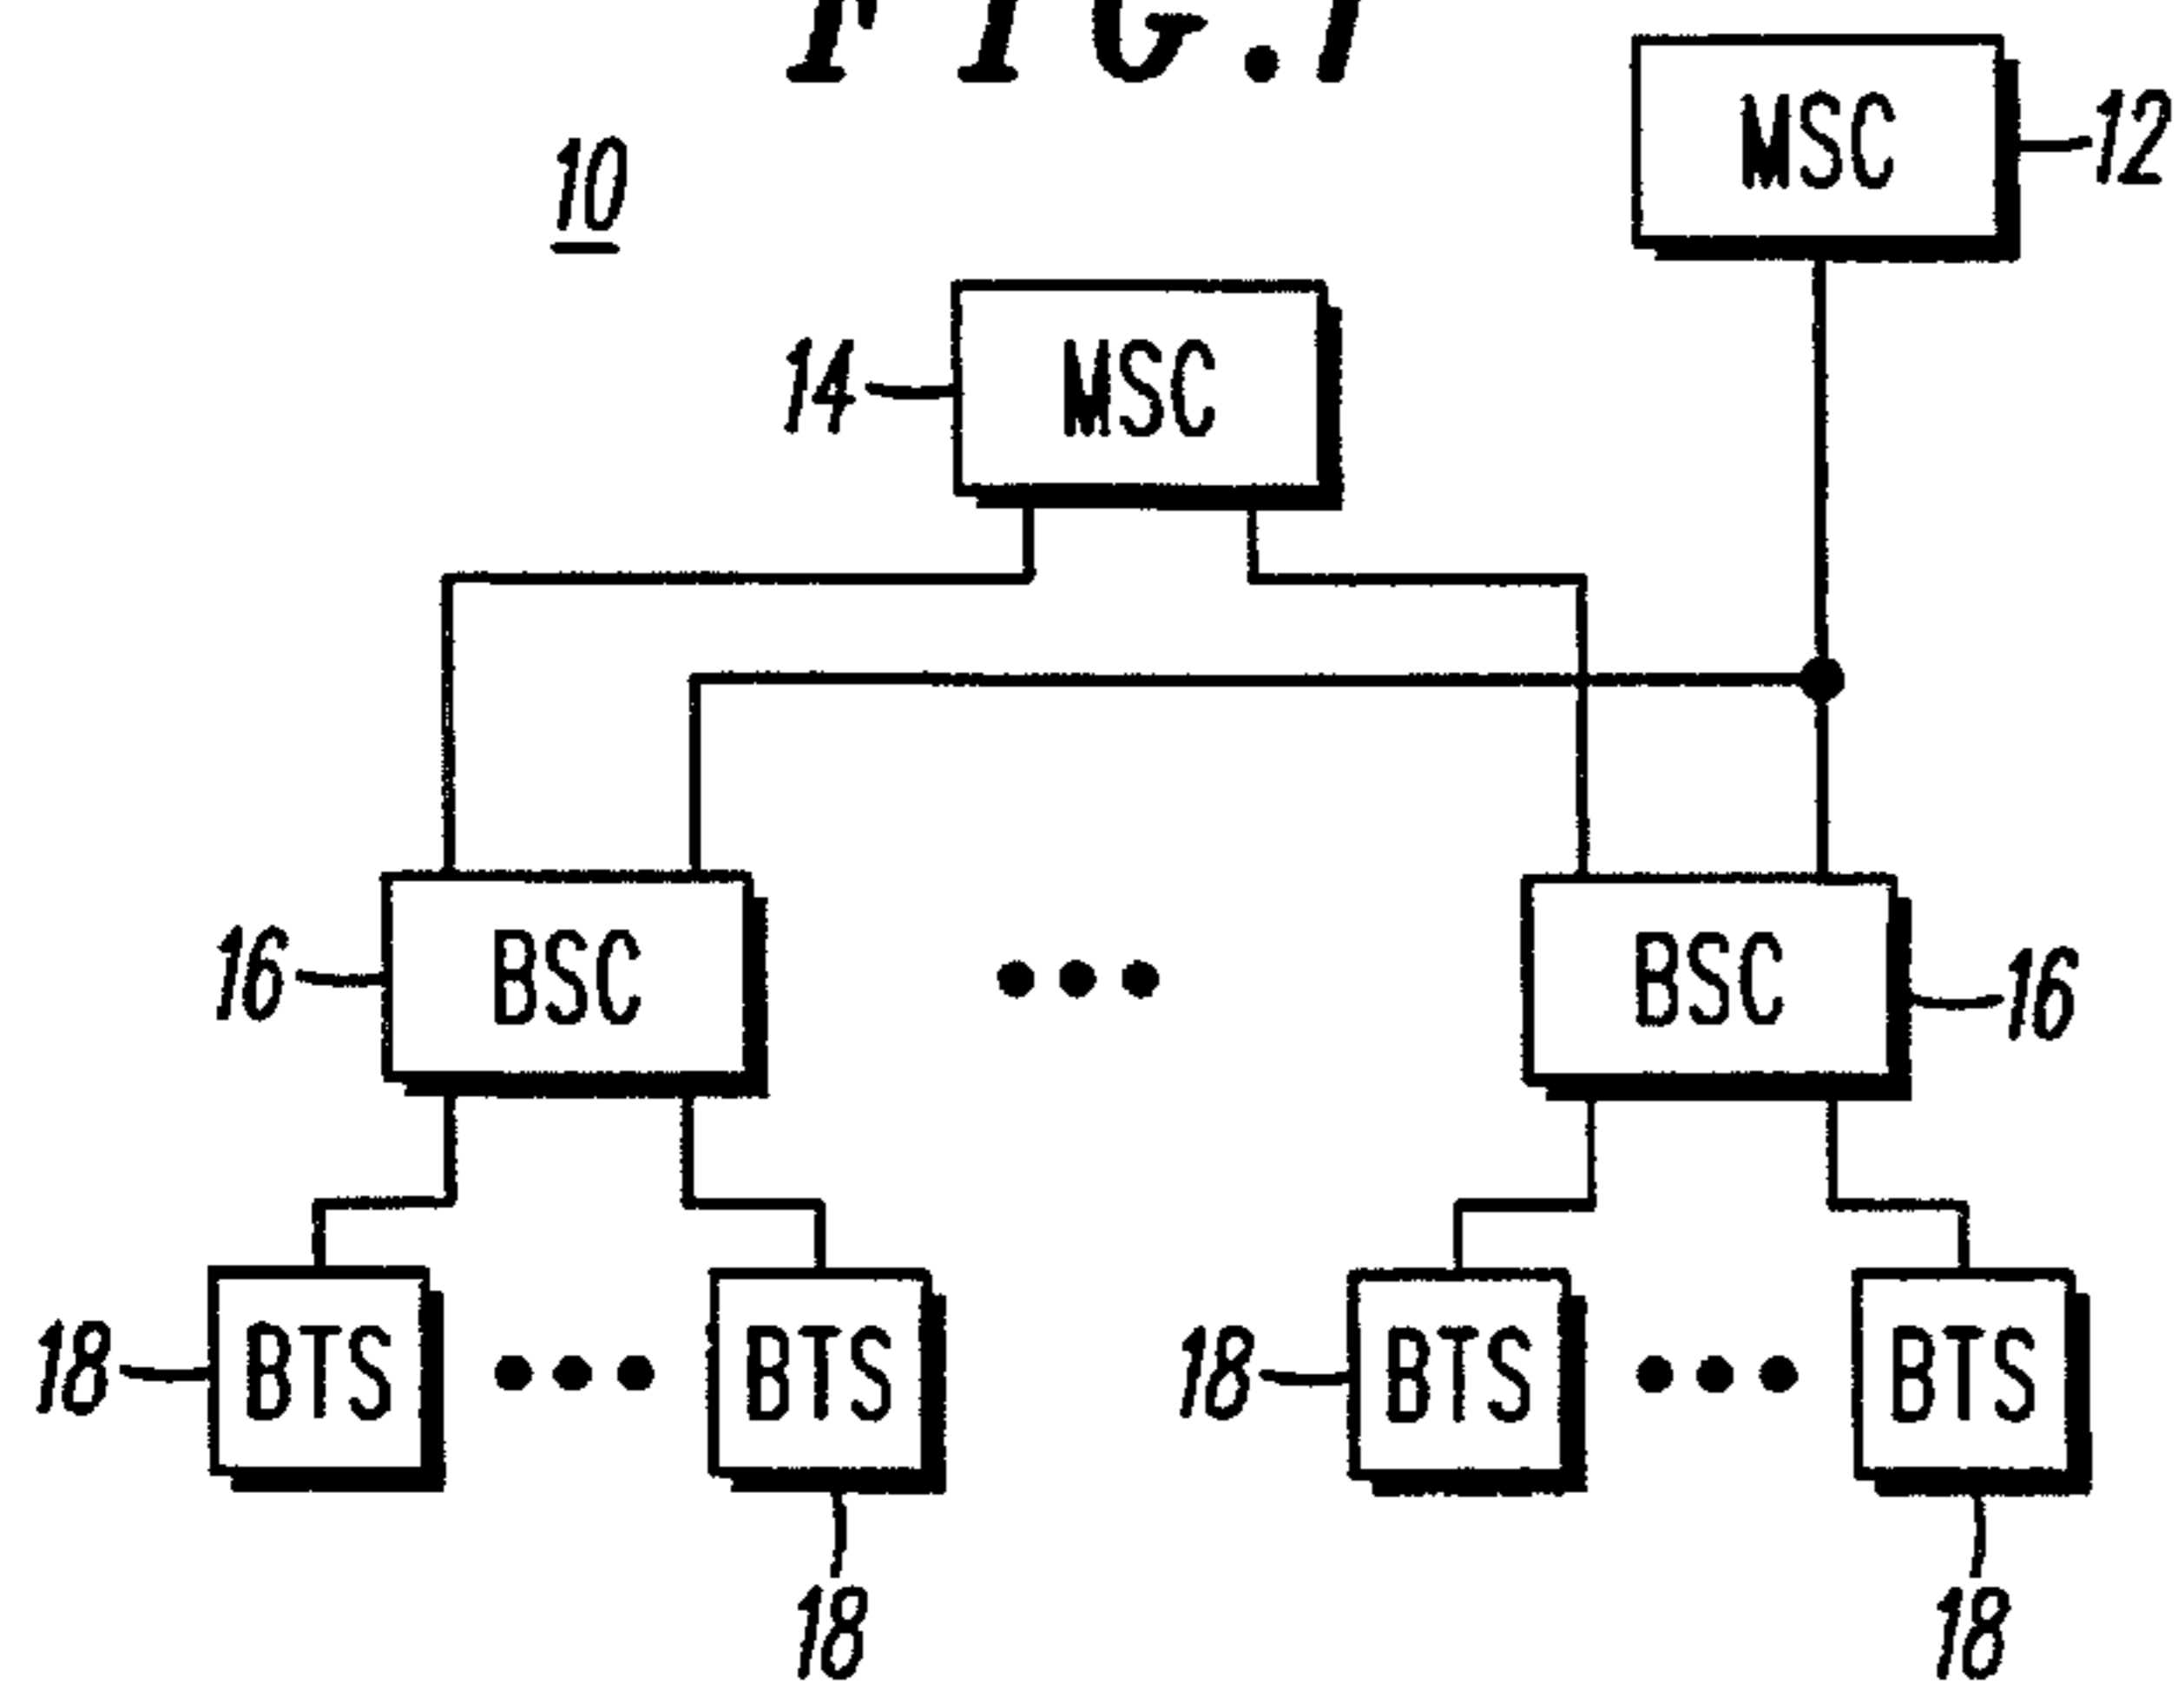 FIG. 1
10
MSC 12
14 MSC
16 BSC
BSC 16
18 BTS
BTS
18 BTS
BTS
18
18